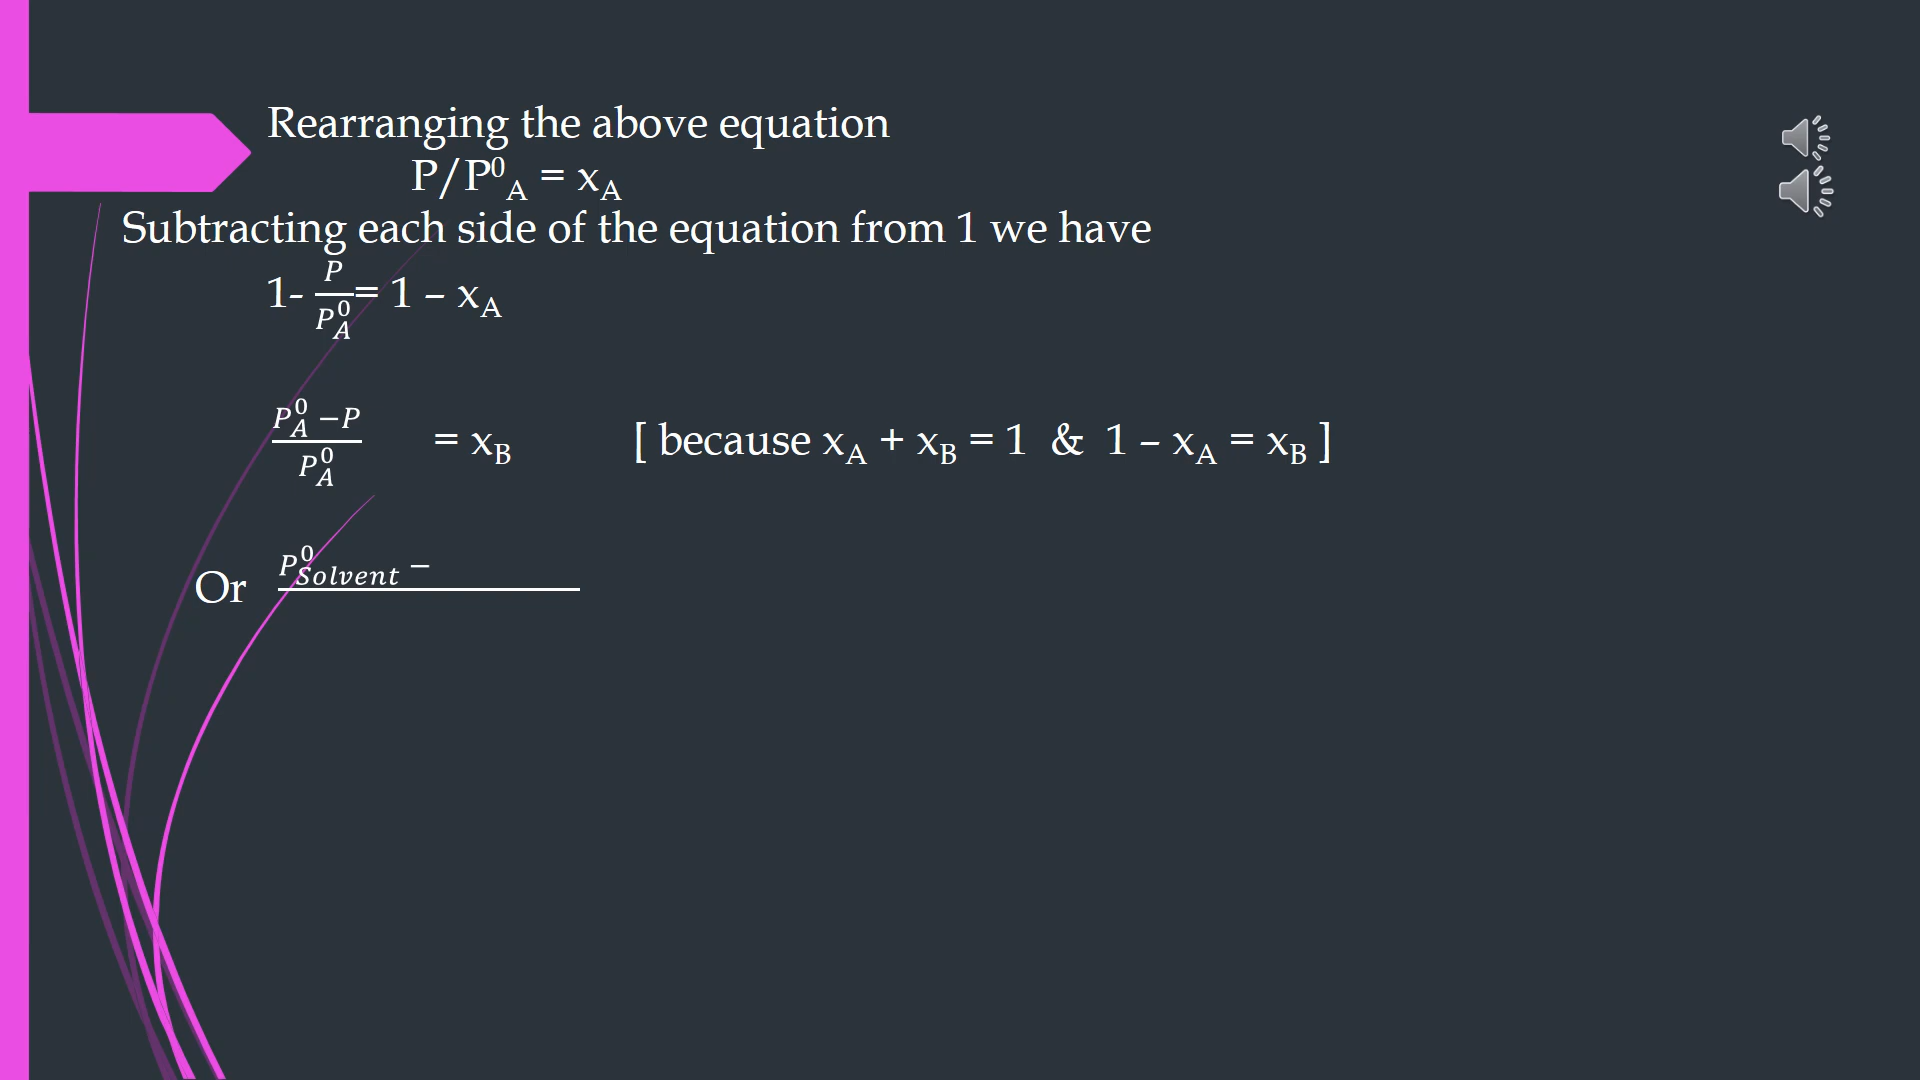 Rearranging the above equation
P/P⁰A = xA
Subtracting each side of the equation from 1 we have
1- P/P⁰A = 1 – xA
P⁰A – P / P⁰A = xB [ because xA + xB = 1 & 1 – xA = xB ]
Or P⁰Solvent –